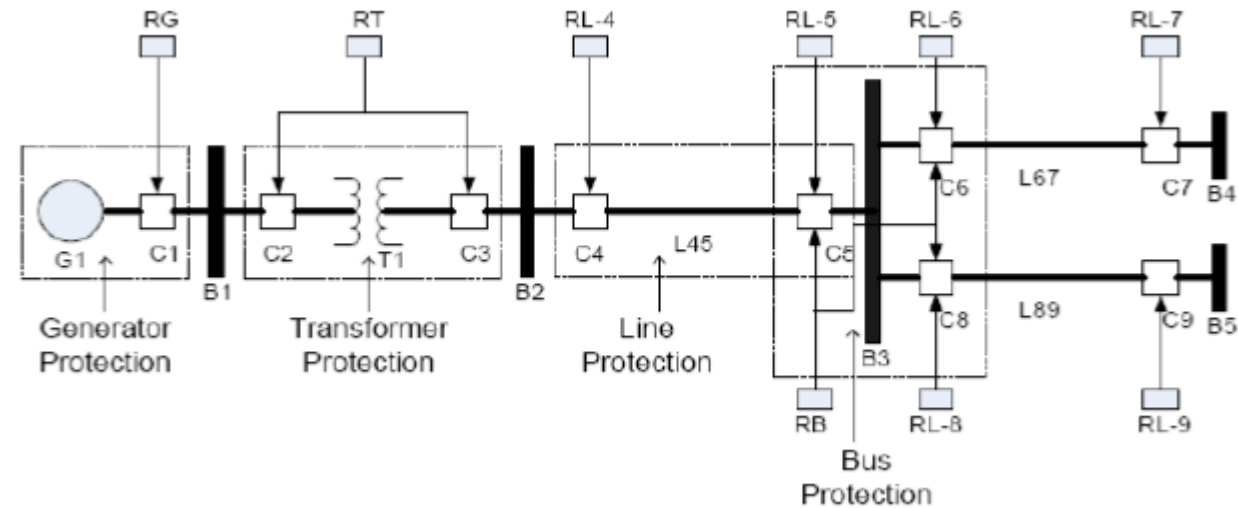 RG
RT
RL-4
RL-5
RL-6
RL-7
G1
C1
B1
C2
T1
C3
B2
C4
L45
C5
B3
C6
L67
C7
B4
C8
L89
C9
B5
Generator
Protection
Transformer
Protection
Line
Protection
RB
RL-8
RL-9
Bus
Protection